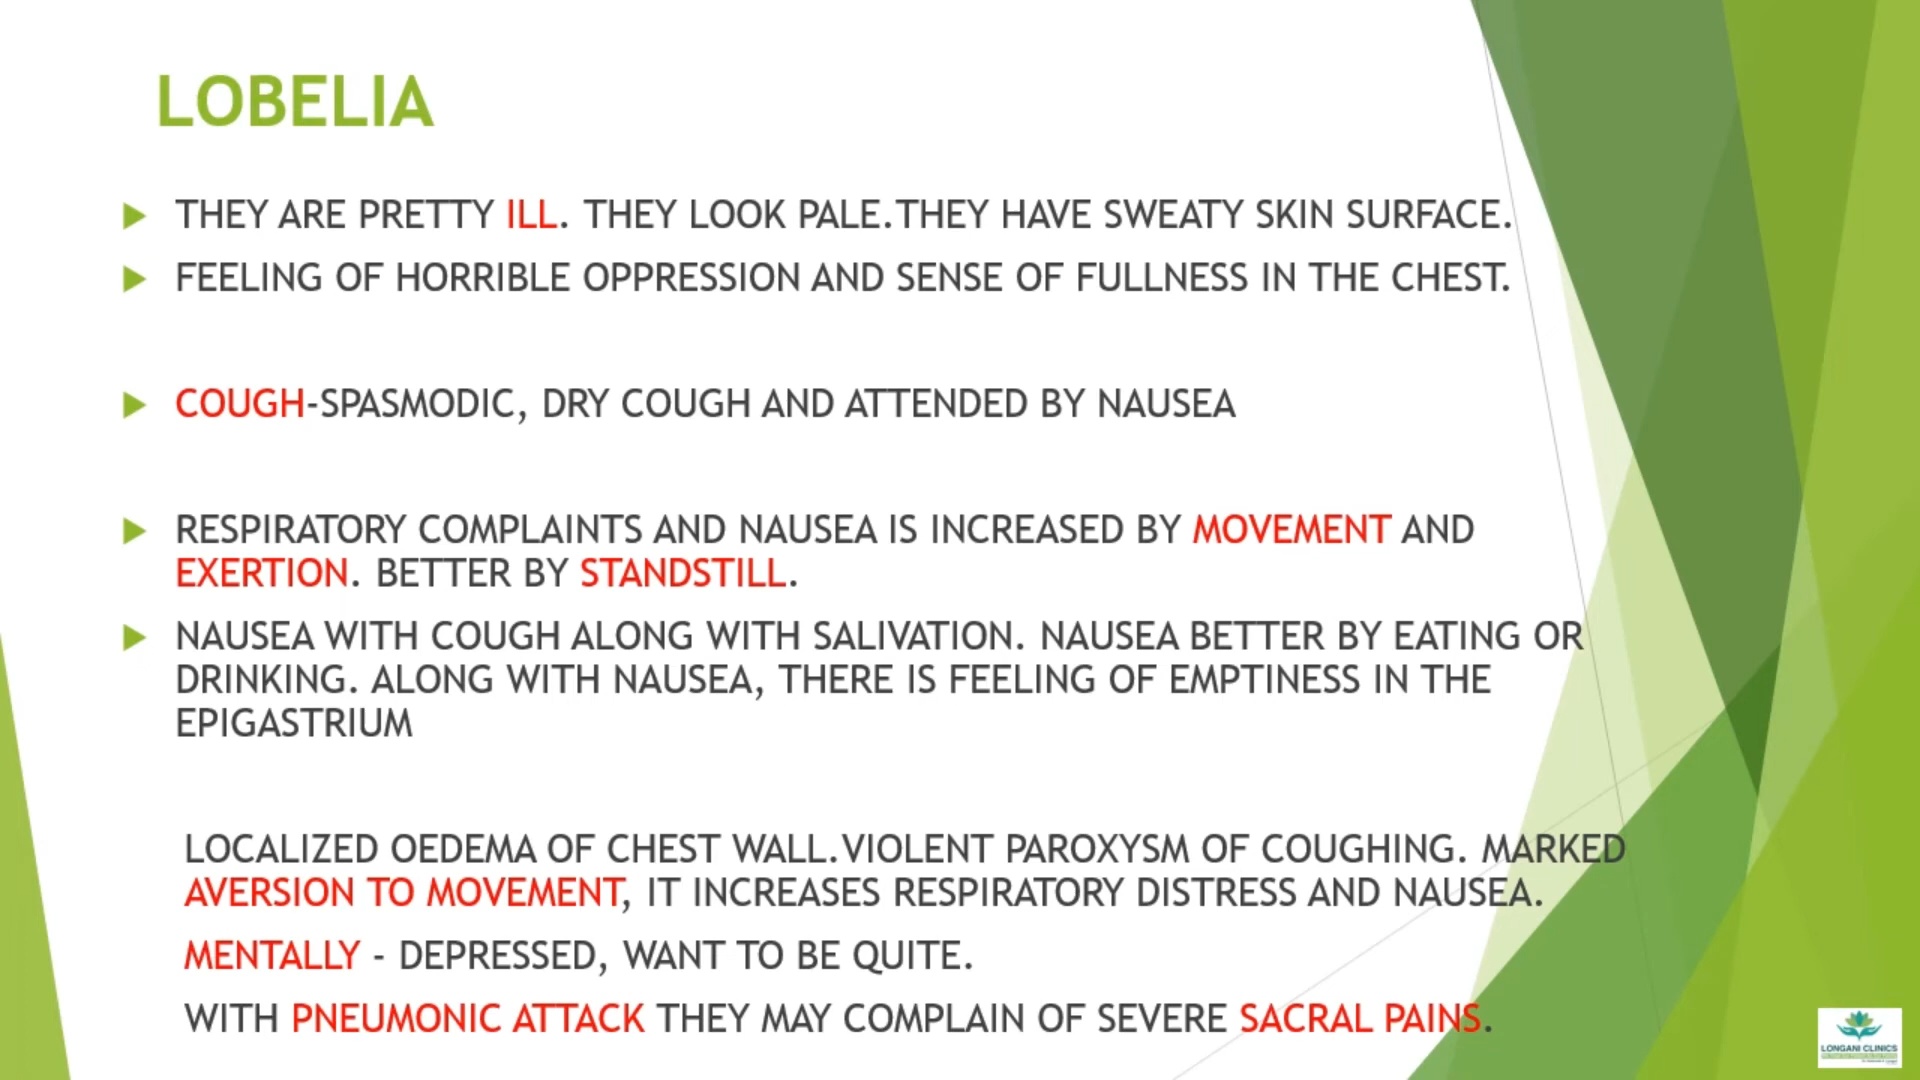 LOBELIA
THEY ARE PRETTY ILL. THEY LOOK PALE.THEY HAVE SWEATY SKIN SURFACE.
FEELING OF HORRIBLE OPPRESSION AND SENSE OF FULLNESS IN THE CHEST.
COUGH-SPASMODIC, DRY COUGH AND ATTENDED BY NAUSEA
RESPIRATORY COMPLAINTS AND NAUSEA IS INCREASED BY MOVEMENT AND
EXERTION. BETTER BY STANDSTILL.
NAUSEA WITH COUGH ALONG WITH SALIVATION. NAUSEA BETTER BY EATING OR
DRINKING. ALONG WITH NAUSEA, THERE IS FEELING OF EMPTINESS IN THE
EPIGASTRIUM
LOCALIZED OEDEMA OF CHEST WALL.VIOLENT PAROXYSM OF COUGHING. MARKED
AVERSION TO MOVEMENT, IT INCREASES RESPIRATORY DISTRESS AND NAUSEA.
MENTALLY - DEPRESSED, WANT TO BE QUITE.
WITH PNEUMONIC ATTACK THEY MAY COMPLAIN OF SEVERE SACRAL PAINS.
LONGANI CLINICS